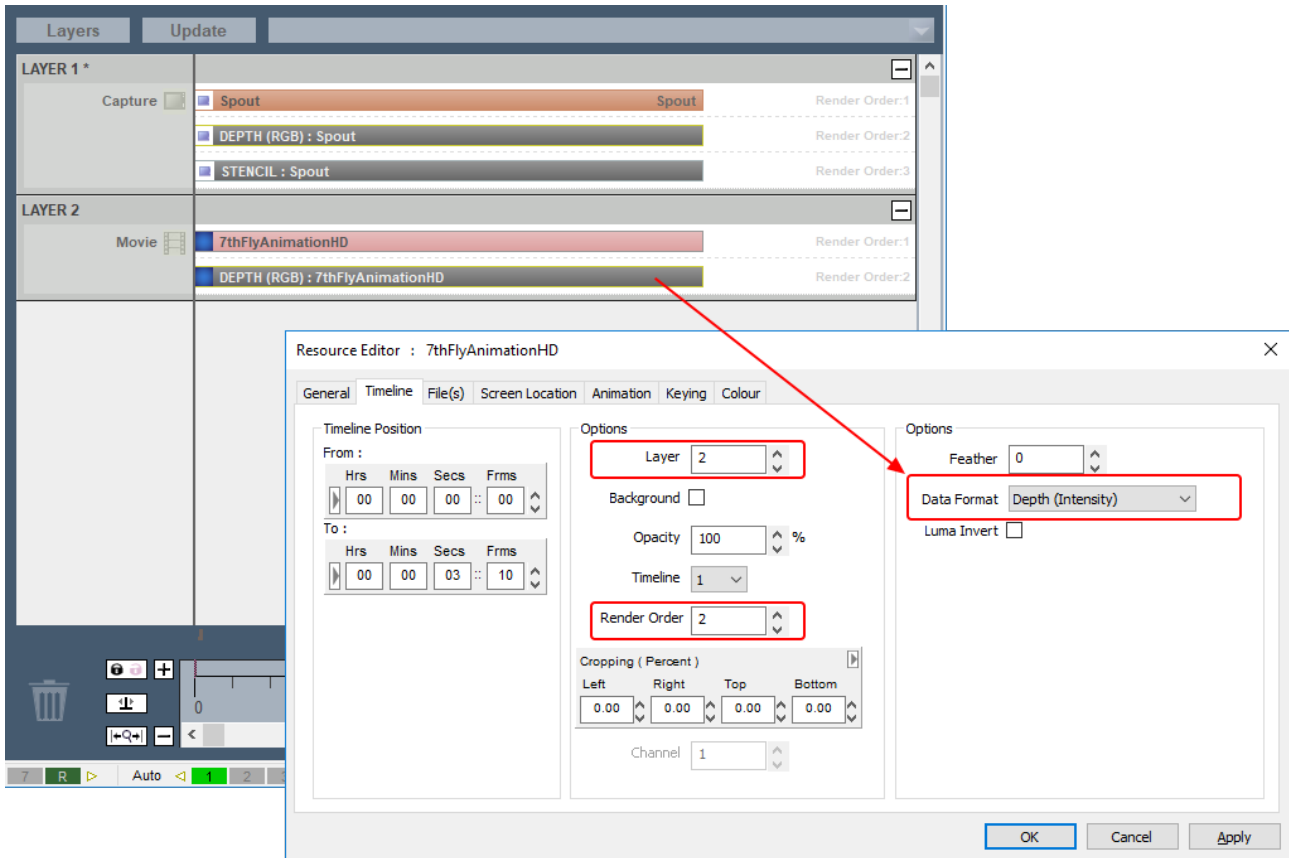 Layers Update
LAYER 1 *
Capture Spout Spout Render Order:1
DEPTH (RGB) : Spout Render Order:2
STENCIL : Spout Render Order:3
LAYER 2
Movie 7thFlyAnimationHD Render Order:1
DEPTH (RGB) : 7thFlyAnimationHD Render Order:2
Resource Editor : 7thFlyAnimationHD
General Timeline File(s) Screen Location Animation Keying Colour
Timeline Position
From :
Hrs Mins Secs Frms
00 00 00 :: 00
To :
Hrs Mins Secs Frms
00 00 03 :: 10
Options
Layer 2
Background
Opacity 100 %
Timeline 1
Render Order 2
Cropping ( Percent )
Left Right Top Bottom
0.00 0.00 0.00 0.00
Channel 1
Options
Feather 0
Data Format Depth (Intensity)
Luma Invert
0
7 R Auto 1 2
OK Cancel Apply